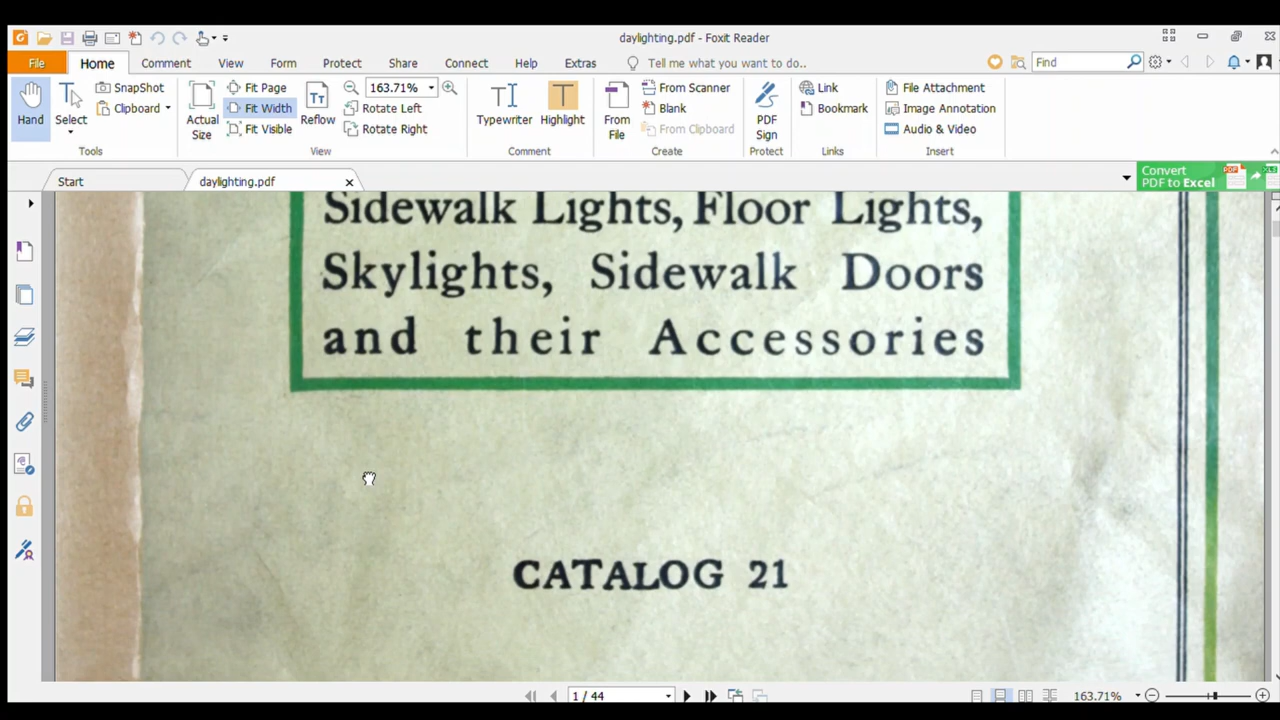 daylighting.pdf - Foxit Reader
File Home Comment View Form Protect Share Connect Help Extras Tell me what you want to do.. Find
Hand
Select
SnapShot
Clipboard
Tools
Actual Size
Fit Page
Fit Width
Fit Visible
Reflow
163.71%
Rotate Left
Rotate Right
View
Typewriter
Highlight
Comment
From File
From Scanner
Blank
From Clipboard
Create
PDF Sign
Protect
Link
Bookmark
Links
File Attachment
Image Annotation
Audio & Video
Insert
Start
daylighting.pdf
Convert
PDF to Excel
Sidewalk Lights, Floor Lights,
Skylights, Sidewalk Doors
and their Accessories
CATALOG 21
1 / 44
163.71%